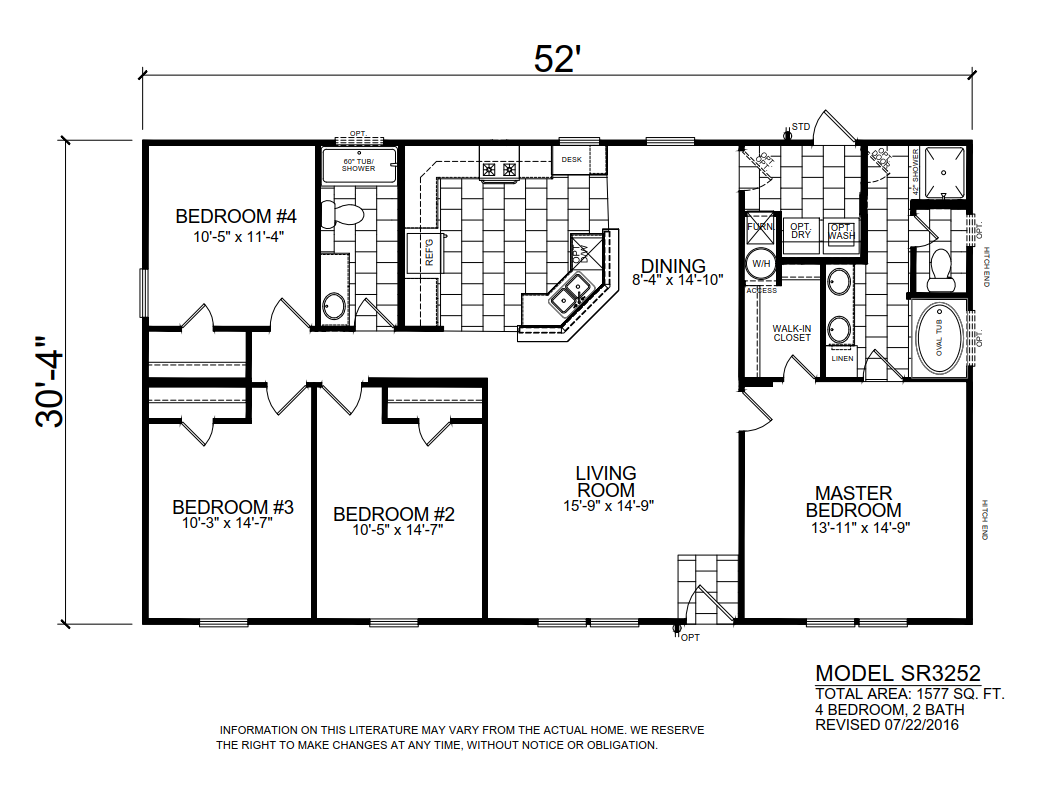 52'
30'-4"
OPT.
60" TUB/
SHOWER
BEDROOM #4
10'-5" x 11'-4"
REF'G
DESK
OPT.
D/W
DINING
8'-4" x 14'-10"
STD
OPT.
OPT.
FURN.
W/H
ACCESS
OPT.
DRY
OPT.
WASH
42" SHOWER
OPT.
HITCH END
WALK-IN
CLOSET
LINEN
OVAL TUB
OPT.
BEDROOM #3
10'-3" x 14'-7"
BEDROOM #2
10'-5" x 14'-7"
LIVING
ROOM
15'-9" x 14'-9"
MASTER
BEDROOM
13'-11" x 14'-9"
HITCH END
OPT
MODEL SR3252
TOTAL AREA: 1577 SQ. FT.
4 BEDROOM, 2 BATH
REVISED 07/22/2016
INFORMATION ON THIS LITERATURE MAY VARY FROM THE ACTUAL HOME. WE RESERVE
THE RIGHT TO MAKE CHANGES AT ANY TIME, WITHOUT NOTICE OR OBLIGATION.